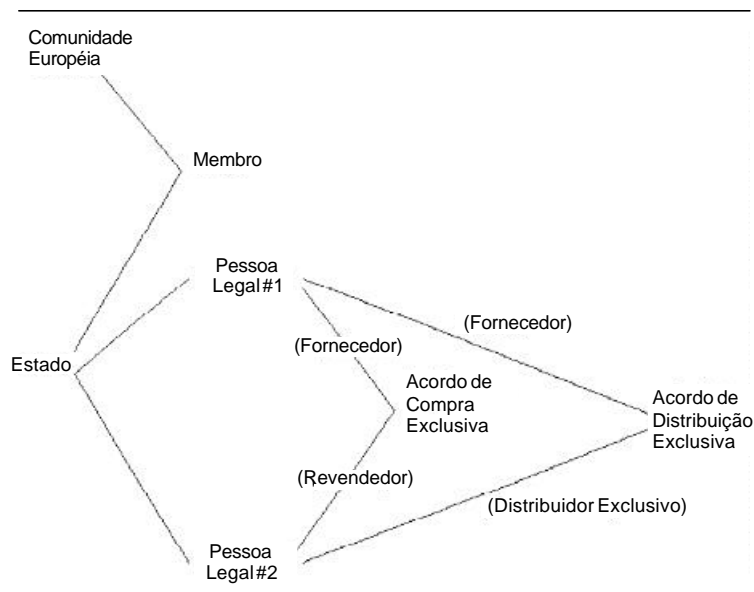 Comunidade
Européia
Membro
Pessoa
Legal #1
(Fornecedor)
(Fornecedor)
Estado
Acordo de
Compra
Exclusiva
Acordo de
Distribuição
Exclusiva
(Revendedor)
(Distribuidor Exclusivo)
Pessoa
Legal #2